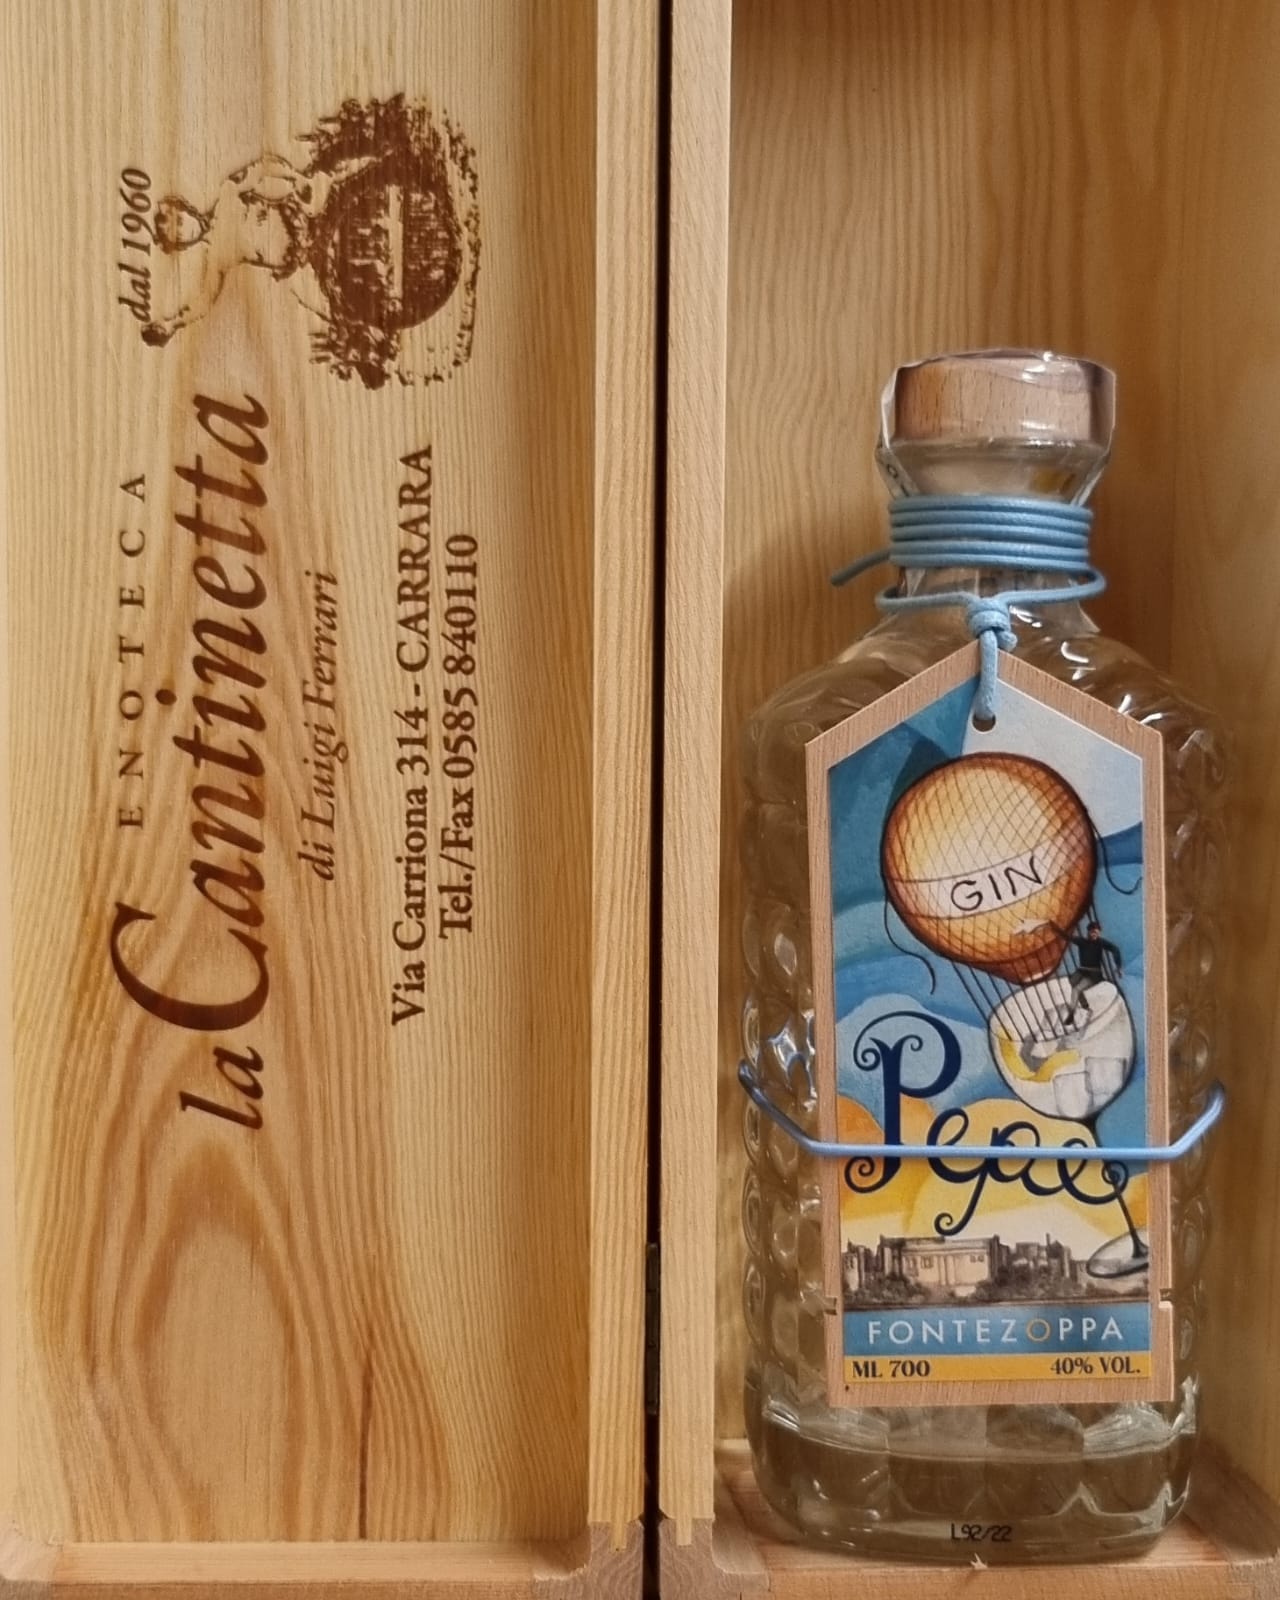 dal 1960
ENOTECA
la Cantinetta
di Luigi Ferrari
Via Carriona 314 - CARRARA
Tel./Fax 0585 840110
GIN
Pepe
FONTEZOPPA
ML 700 40% VOL.
L92/22